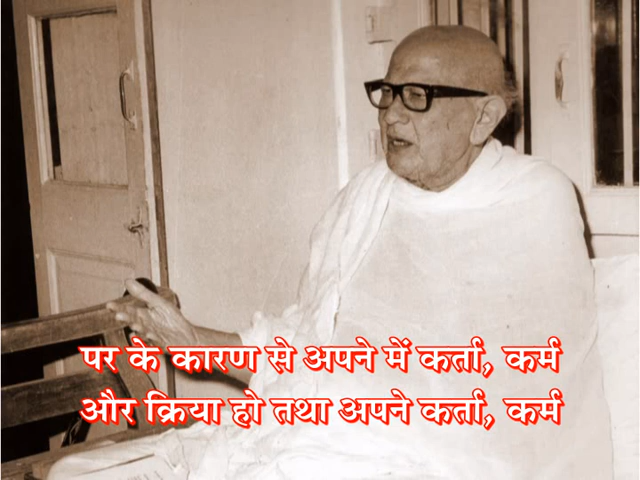 पर के कारण से अपने में कर्ता, कर्म
और क्रिया हो तथा अपने कर्ता, कर्म